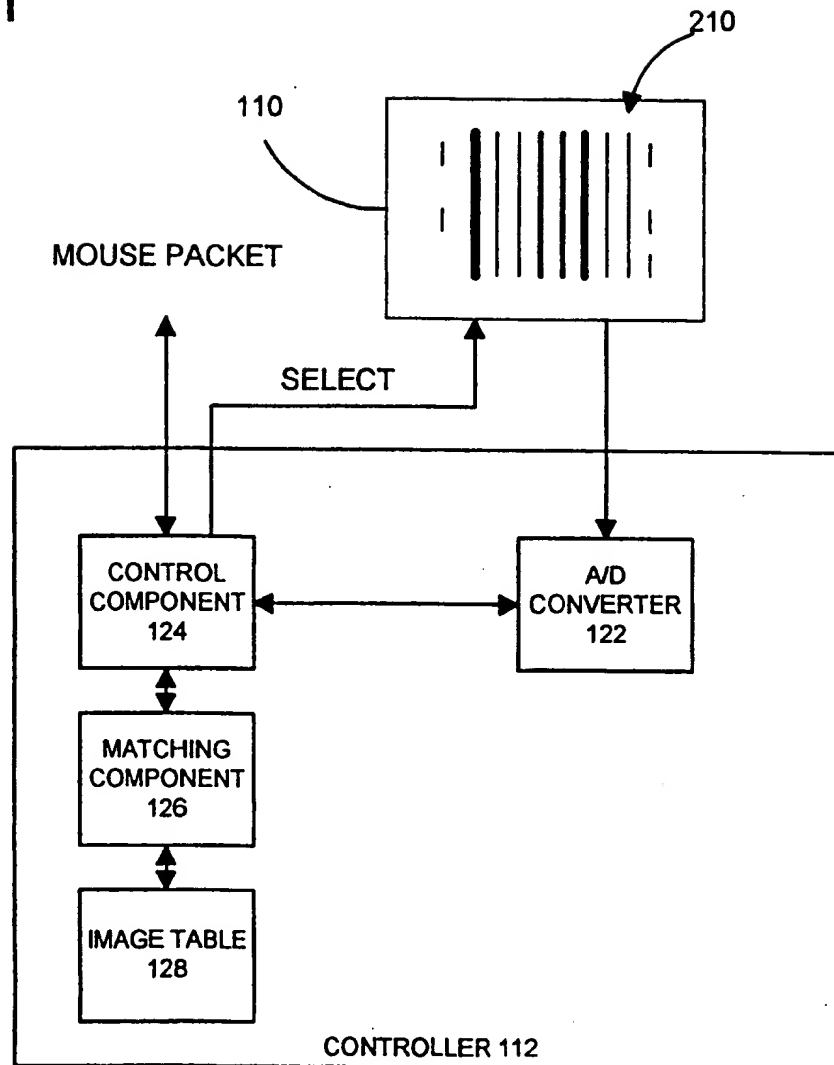 210
110
MOUSE PACKET
SELECT
CONTROL
COMPONENT
124
A/D
CONVERTER
122
MATCHING
COMPONENT
126
IMAGE TABLE
128
CONTROLLER 112